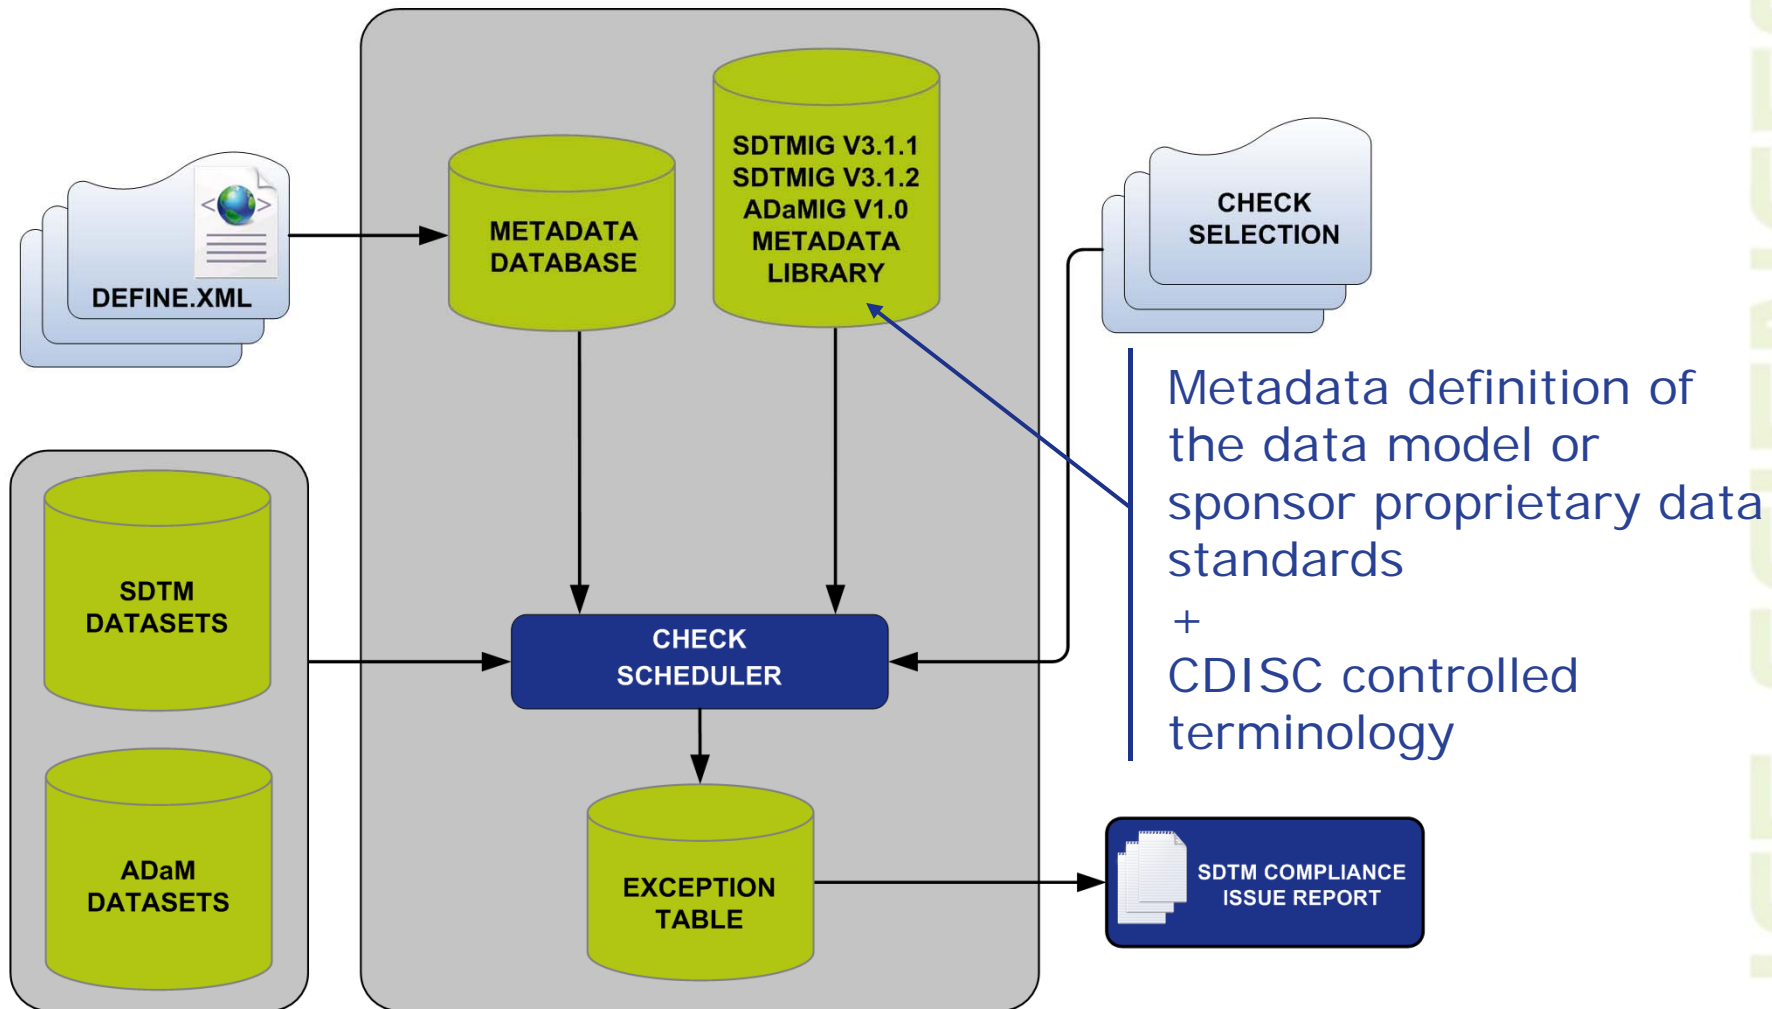 DEFINE.XML
METADATA
DATABASE
SDTMIG V3.1.1
SDTMIG V3.1.2
ADaMIG V1.0
METADATA
LIBRARY
CHECK
SELECTION
Metadata definition of
the data model or
sponsor proprietary data
standards
+
CDISC controlled
terminology
SDTM
DATASETS
ADaM
DATASETS
CHECK
SCHEDULER
EXCEPTION
TABLE
SDTM COMPLIANCE
ISSUE REPORT